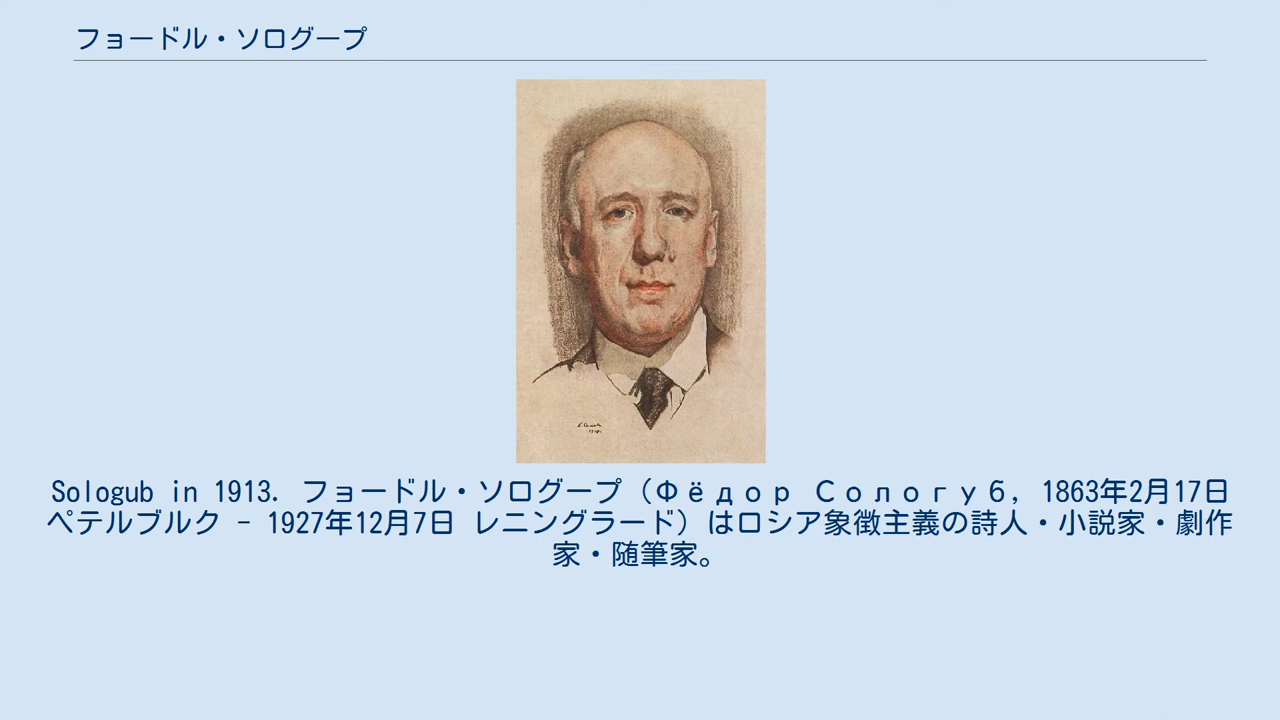 フョードル・ソログープ
Sologub in 1913. フョードル・ソログープ（Фёдор Сологуб, 1863年2月17日
ペテルブルク - 1927年12月7日 レニングラード）はロシア象徴主義の詩人・小説家・劇作
家・随筆家。